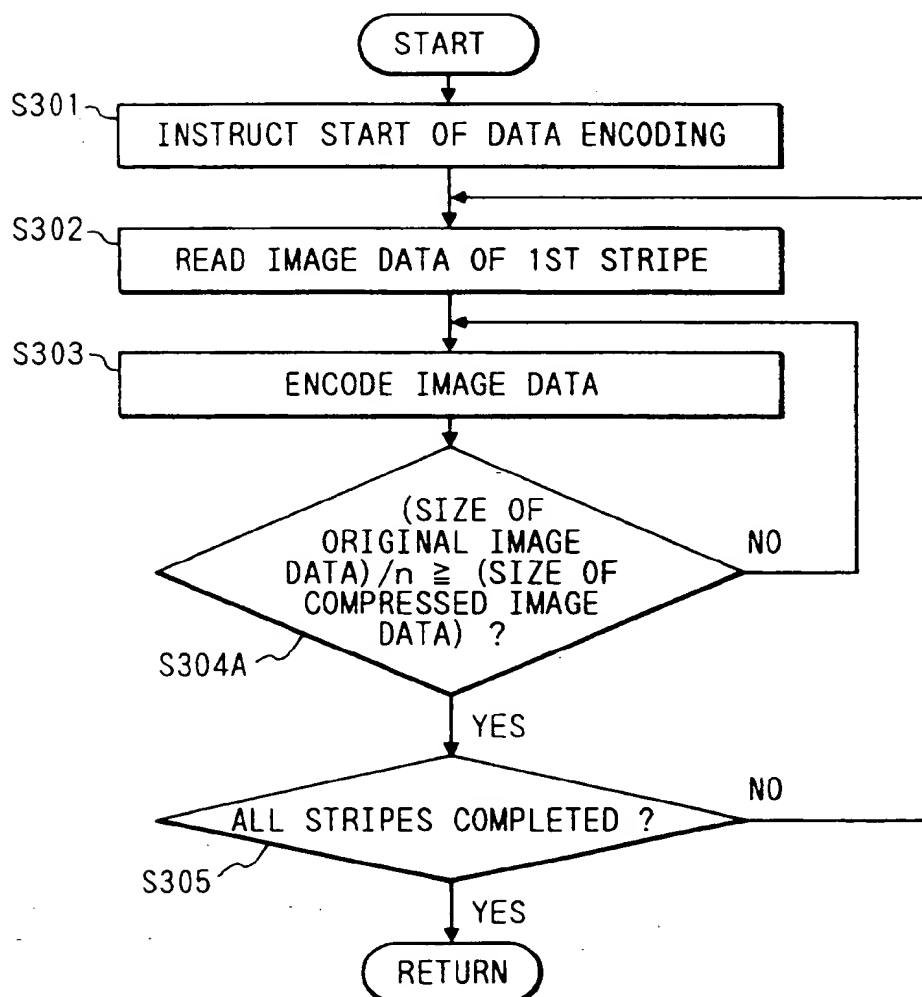 START
S301
INSTRUCT START OF DATA ENCODING
S302
READ IMAGE DATA OF 1ST STRIPE
S303
ENCODE IMAGE DATA
(SIZE OF
ORIGINAL IMAGE
DATA)/n ≧ (SIZE OF
COMPRESSED IMAGE
DATA) ?
NO
S304A
YES
ALL STRIPES COMPLETED ?
NO
S305
YES
RETURN